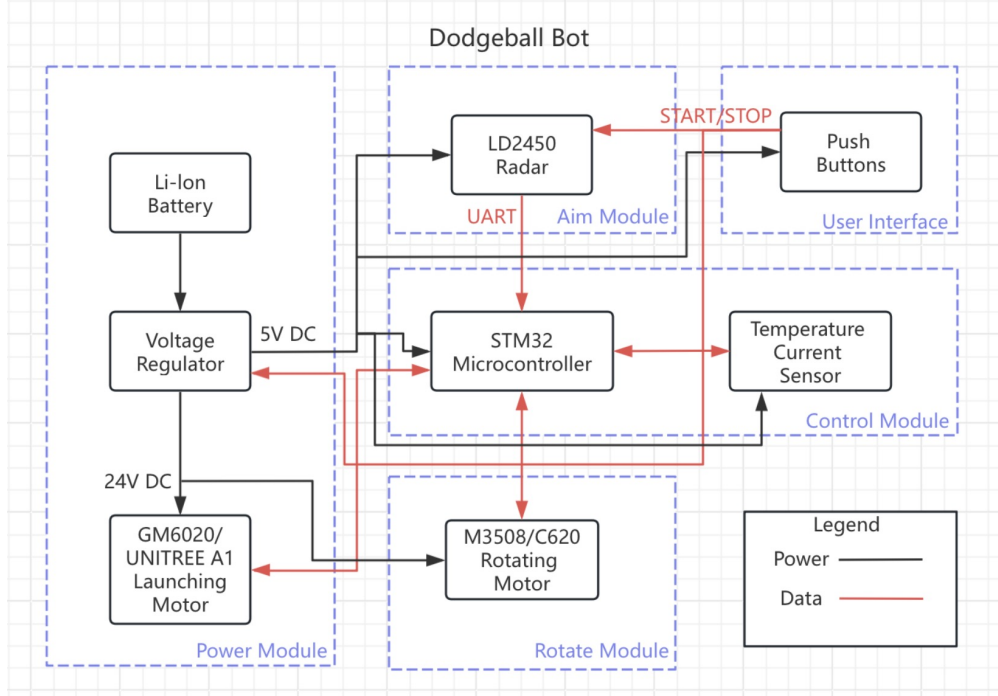 Dodgeball Bot
Li-Ion
Battery
Voltage
Regulator
5V DC
24V DC
GM6020/
UNITREE A1
Launching
Motor
Power Module
LD2450
Radar
UART
Aim Module
START/STOP
Push
Buttons
User Interface
STM32
Microcontroller
Temperature
Current
Sensor
Control Module
M3508/C620
Rotating
Motor
Rotate Module
Legend
Power
Data